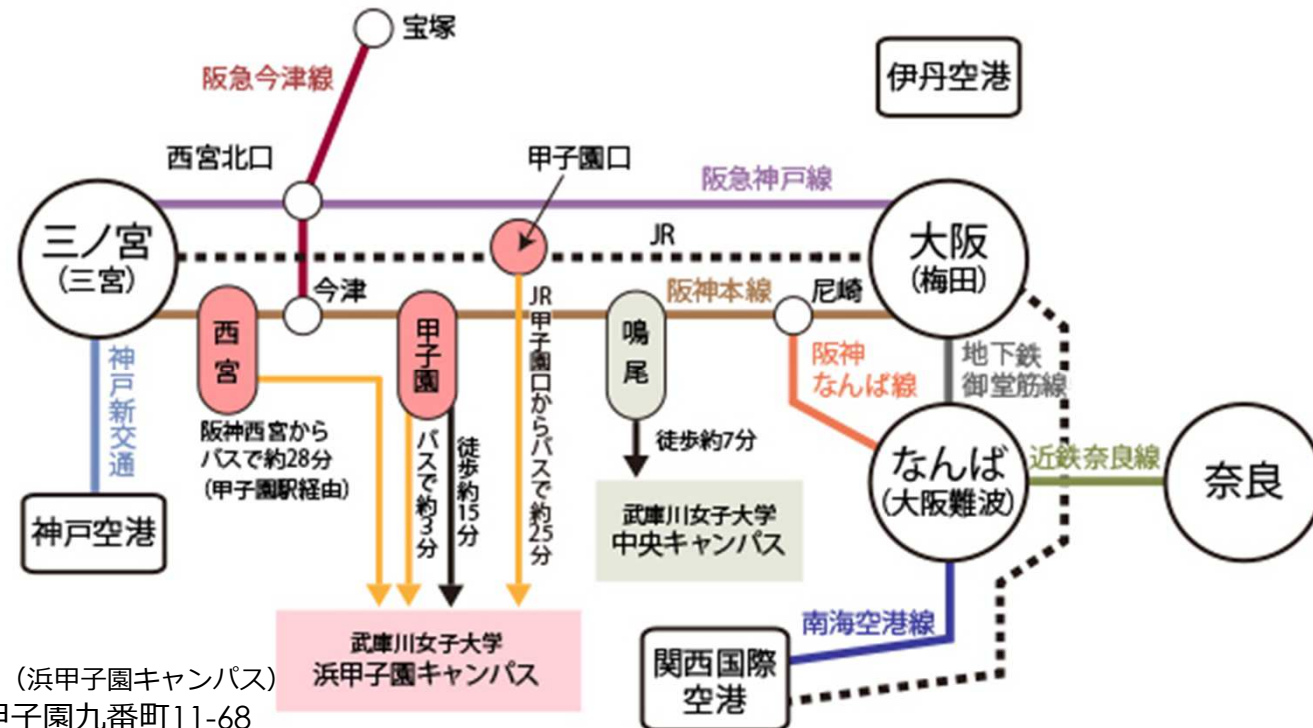 宝塚
阪急今津線
伊丹空港
西宮北口
甲子園口
阪急神戸線
三ノ宮
(三宮)
JR
大阪
(梅田)
今津
阪神本線
尼崎
西宮
甲子園
鳴尾
神戸新交通
JR甲子園口からバスで約25分
阪神
なんば線
地下鉄
御堂筋線
阪神西宮から
バスで約28分
(甲子園駅経由)
バスで約3分
徒歩約15分
徒歩約7分
なんば
(大阪難波)
近鉄奈良線
奈良
神戸空港
武庫川女子大学
中央キャンパス
南海空港線
武庫川女子大学
浜甲子園キャンパス
関西国際
空港
(浜甲子園キャンパス)
甲子園九番町11-68